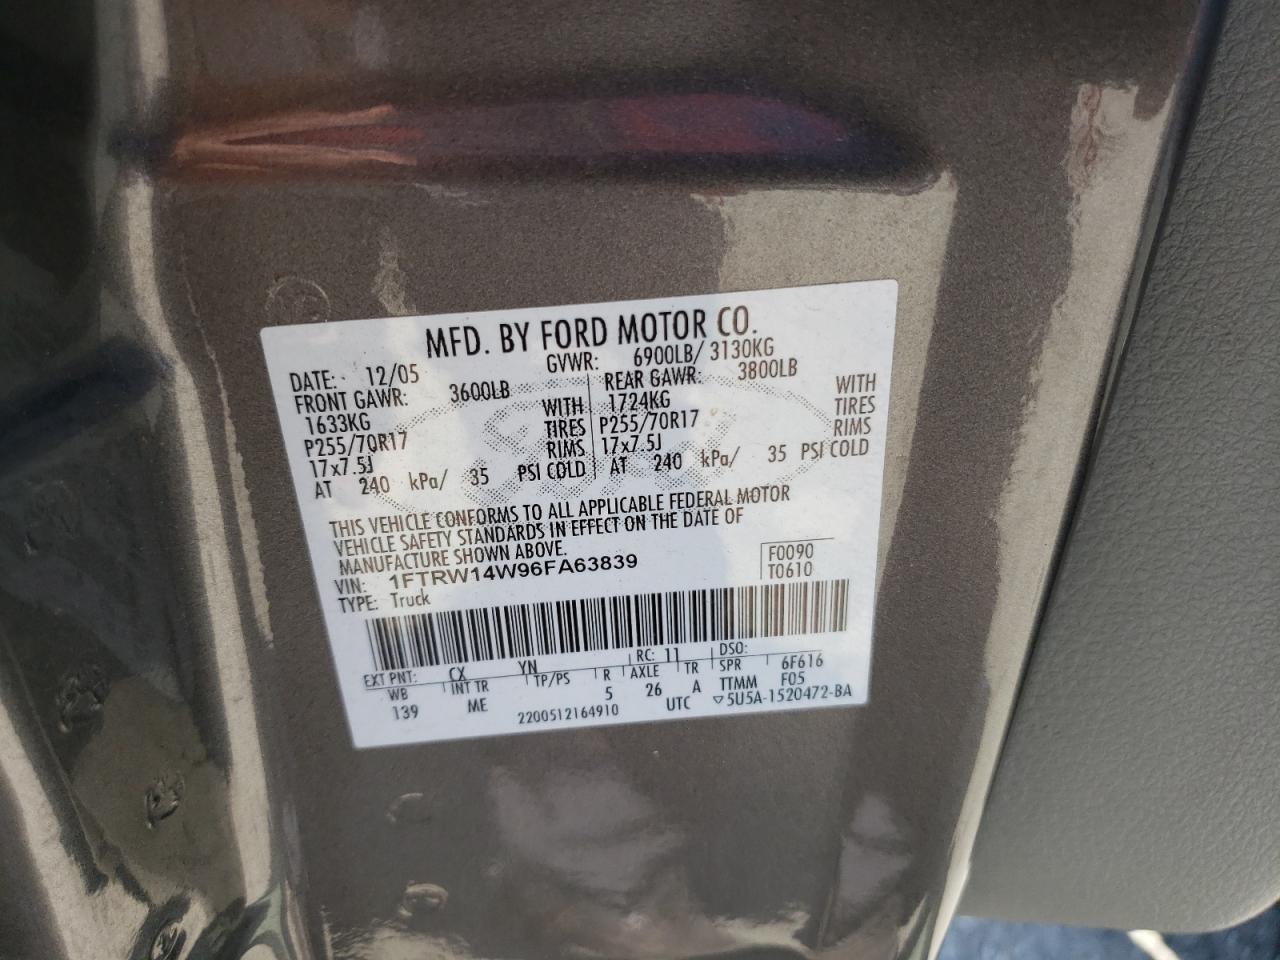 MFD. BY FORD MOTOR CO.
DATE: 12/05 GVWR: 6900LB/ 3130KG
FRONT GAWR: 3600LB REAR GAWR: 3800LB
1633KG WITH 1724KG WITH
P255/70R17 TIRES P255/70R17 TIRES
17x7.5J RIMS 17x7.5J RIMS
AT 240 kPa/ 35 PSI COLD AT 240 kPa/ 35 PSI COLD
THIS VEHICLE CONFORMS TO ALL APPLICABLE FEDERAL MOTOR
VEHICLE SAFETY STANDARDS IN EFFECT ON THE DATE OF
MANUFACTURE SHOWN ABOVE.
VIN: 1FTRW14W96FA63839 F0090
TYPE: Truck T0610
EXT PNT: CX YN RC: 11 DSO:
WB INT TR TP/PS R AXLE TR SPR 6F616
139 ME 5 26 A TTMM F05
2200512164910 UTC ▽5U5A-1520472-BA